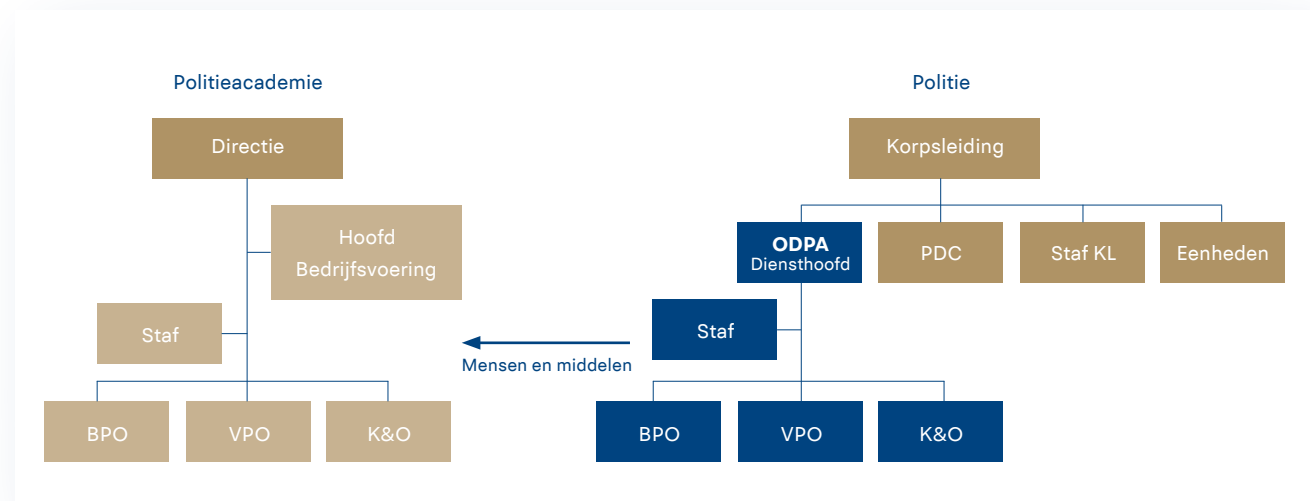 Politieacademie
Directie
Hoofd
Bedrijfsvoering
Staf
BPO
VPO
K&O
Mensen en middelen
Politie
Korpsleiding
ODPA
Diensthoofd
PDC
Staf KL
Eenheden
Staf
BPO
VPO
K&O